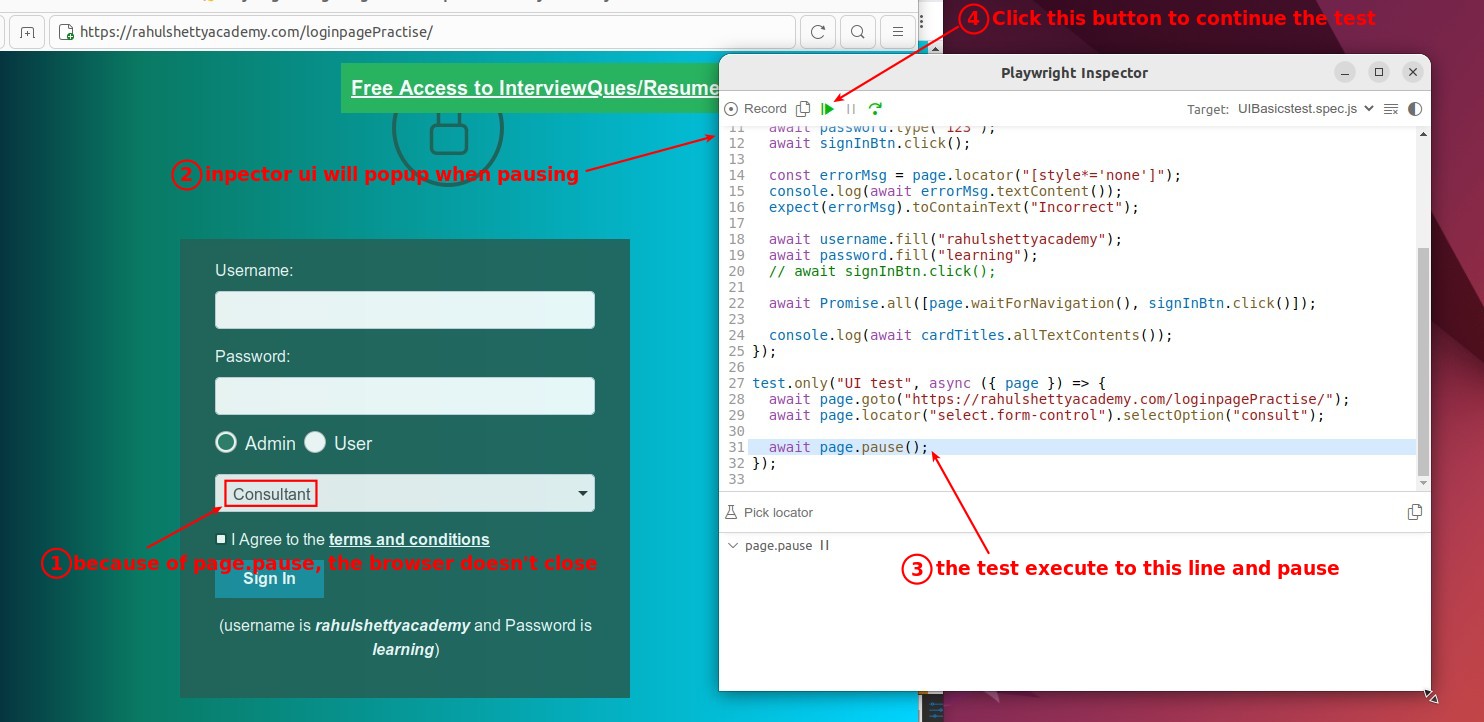 https://rahulshettyacademy.com/loginpagePractise/
④ Click this button to continue the test
Free Access to InterviewQues/Resume
② inpector ui will popup when pausing
Username:
Password:
Admin
User
Consultant
I Agree to the terms and conditions
① because of page.pause, the browser doesn't close
Sign In
(username is rahulshettyacademy and Password is
learning)
Playwright Inspector
Record
Target: UIBasicstest.spec.js
11 await password.type("123");
12 await signInBtn.click();
13
14 const errorMsg = page.locator("[style*='none']");
15 console.log(await errorMsg.textContent());
16 expect(errorMsg).toContainText("Incorrect");
17
18 await username.fill("rahulshettyacademy");
19 await password.fill("learning");
20 // await signInBtn.click();
21
22 await Promise.all([page.waitForNavigation(), signInBtn.click()]);
23
24 console.log(await cardTitles.allTextContents());
25 });
26
27 test.only("UI test", async ({ page }) => {
28 await page.goto("https://rahulshettyacademy.com/loginpagePractise/");
29 await page.locator("select.form-control").selectOption("consult");
30
31 await page.pause();
32 });
33
Pick locator
page.pause
③ the test execute to this line and pause